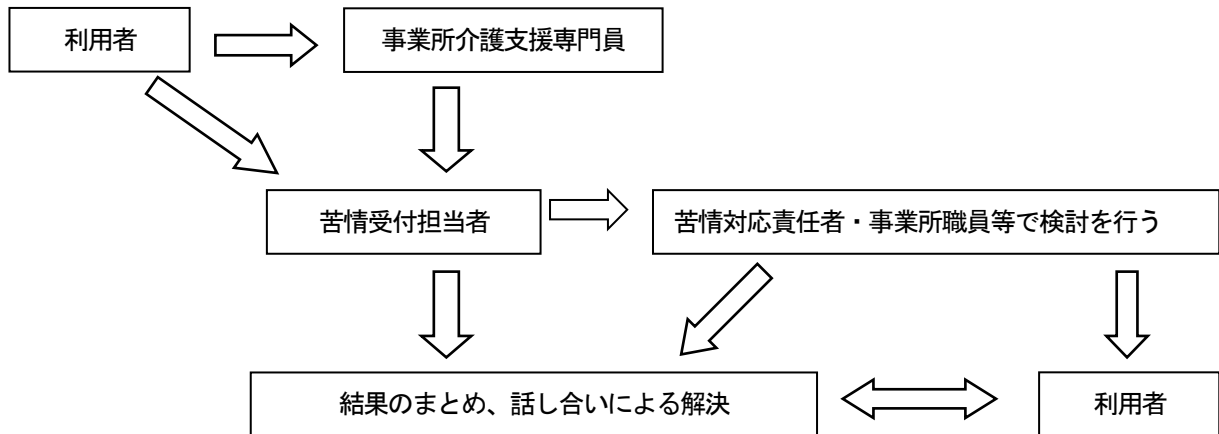 利用者
事業所介護支援専門員
苦情受付担当者
苦情対応責任者・事業所職員等で検討を行う
結果のまとめ、話し合いによる解決
利用者